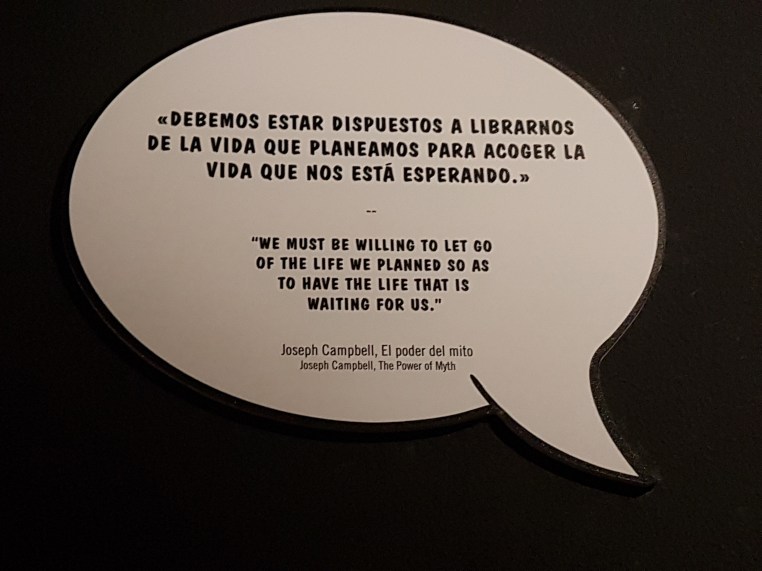 «DEBEMOS ESTAR DISPUESTOS A LIBRARNOS
DE LA VIDA QUE PLANEAMOS PARA ACOGER LA
VIDA QUE NOS ESTÁ ESPERANDO.»
--
“WE MUST BE WILLING TO LET GO
OF THE LIFE WE PLANNED SO AS
TO HAVE THE LIFE THAT IS
WAITING FOR US.”
Joseph Campbell, El poder del mito
Joseph Campbell, The Power of Myth